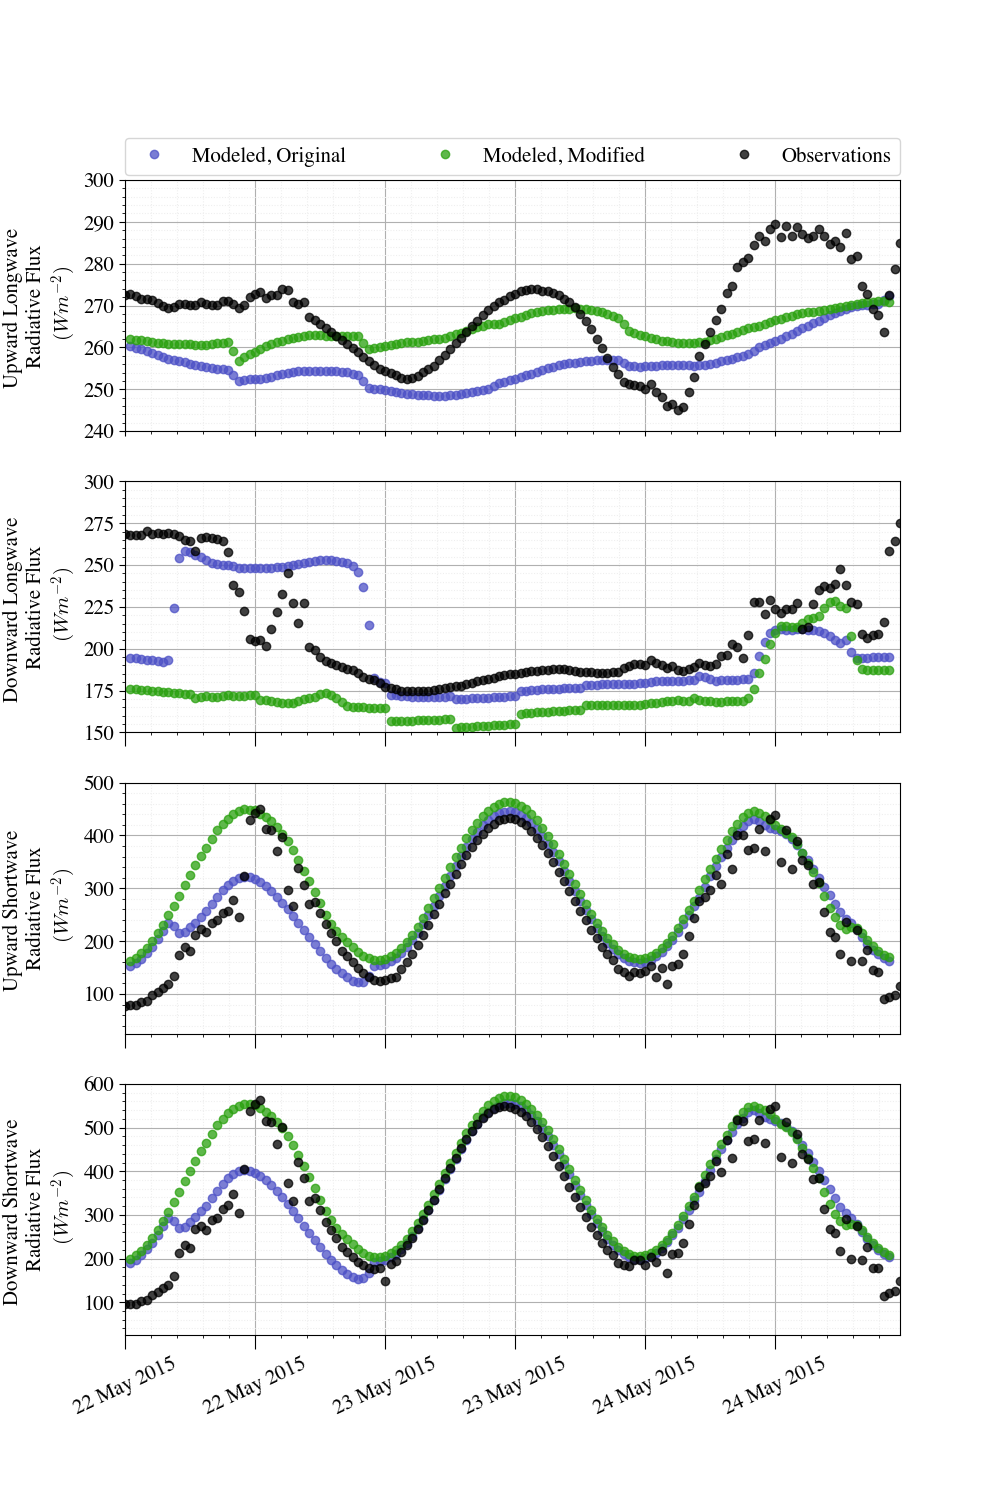 Modeled, Original Modeled, Modified Observations
Upward Longwave
Radiative Flux
(Wm⁻²)
300
290
280
270
260
250
240
Downward Longwave
Radiative Flux
(Wm⁻²)
300
275
250
225
200
175
150
Upward Shortwave
Radiative Flux
(Wm⁻²)
500
400
300
200
100
Downward Shortwave
Radiative Flux
(Wm⁻²)
600
500
400
300
200
100
22 May 2015 22 May 2015 23 May 2015 23 May 2015 24 May 2015 24 May 2015